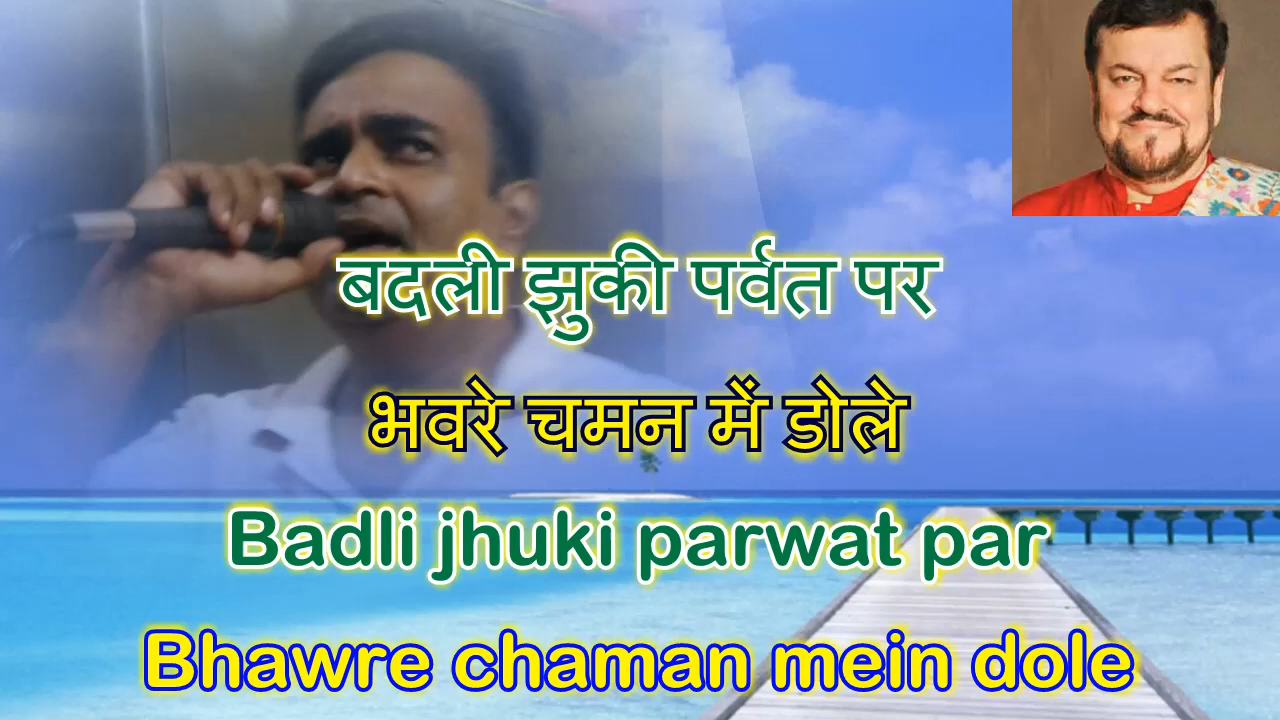 बदली झुकी पर्वत पर
भवरे चमन में डोले
Badli jhuki parwat par
Bhawre chaman mein dole